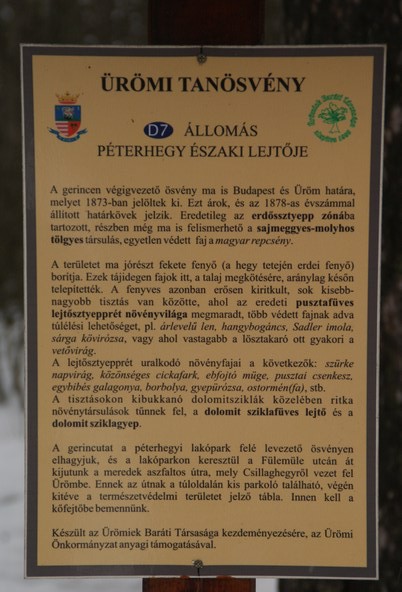 ÜRÖMI TANÖSVÉNY
D7 ÁLLOMÁS
PÉTERHEGY ÉSZAKI LEJTŐJE
A gerincen végigvezető ösvény ma is Budapest és Üröm határa,
melyet 1873-ban jelöltek ki. Ezt árok, és az 1878-as évszámmal
állított határkövek jelzik. Eredetileg az erdőssztyepp zónába
tartozott, részben még ma is felismerhető a sajmeggyes-molyhos
tölgyes társulás, egyetlen védett faj a magyar repcsény.
A területet ma jórészt fekete fenyő (a hegy tetején erdei fenyő)
borítja. Ezek tájidegen fajok itt, a talaj megkötésére, aránylag későn
telepítették. A fenyves azonban erősen kiritkult, sok kisebb-
nagyobb tisztás van közötte, ahol az eredeti pusztafüves
lejtősztyepprét növényvilága megmaradt, több védett fajnak adva
túlélési lehetőséget, pl. árlevelű len, hangybogáncs, Sadler imola,
sárga kövirózsa, vagy ahol vastagabb a lösztakaró ott gyakori a
vetővirág.
A lejtősztyepprét uralkodó növényfajai a következők: szürke
napvirág, közönséges cickafark, ebfojtó müge, pusztai csenkesz,
egybibés galagonya, borbolya, gyepürózsa, ostormén(fa), stb.
A tisztásokon kibukkanó dolomitsziklák közelében ritka
növénytársulások tűnnek fel, a dolomit sziklafüves lejtő és a
dolomit sziklagyep.
A gerincutat a péterhegyi lakópark felé levezető ösvényen
elhagyjuk, és a lakóparkon keresztül a Fülemüle utcán át
kijutunk a meredek aszfaltos útra, mely Csillaghegyről vezet fel
Ürömbe. Ennek az útnak a túloldalán kis parkoló található, végén
kitéve a természetvédelmi területet jelző tábla. Innen kell a
kőfejtőbe bemennünk.
Készült az Ürömiek Baráti Társasága kezdeményezésére, az Ürömi
Önkormányzat anyagi támogatásával.